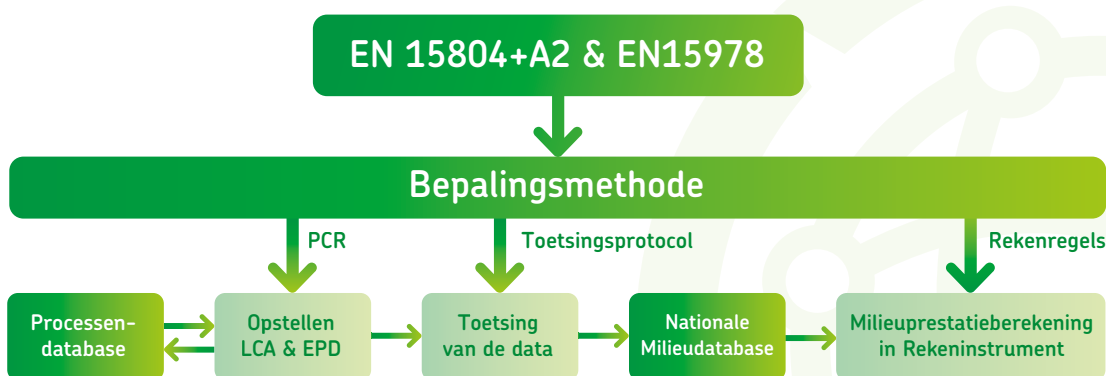 EN 15804+A2 & EN15978
Bepalingsmethode
PCR
Toetsingsprotocol
Rekenregels
Processen-
database
Opstellen
LCA & EPD
Toetsing
van de data
Nationale
Milieudatabase
Milieuprestatieberekening
in Rekeninstrument